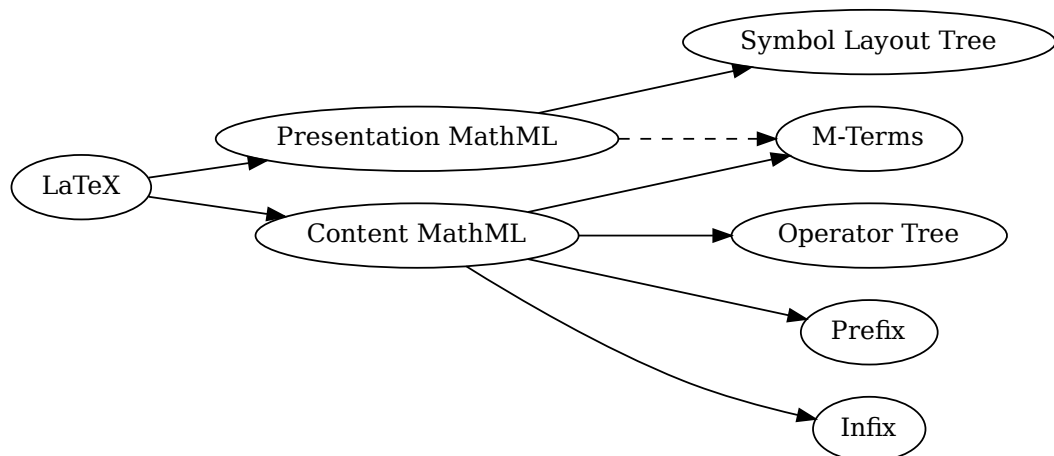 Symbol Layout Tree
Presentation MathML
M-Terms
LaTeX
Content MathML
Operator Tree
Prefix
Infix